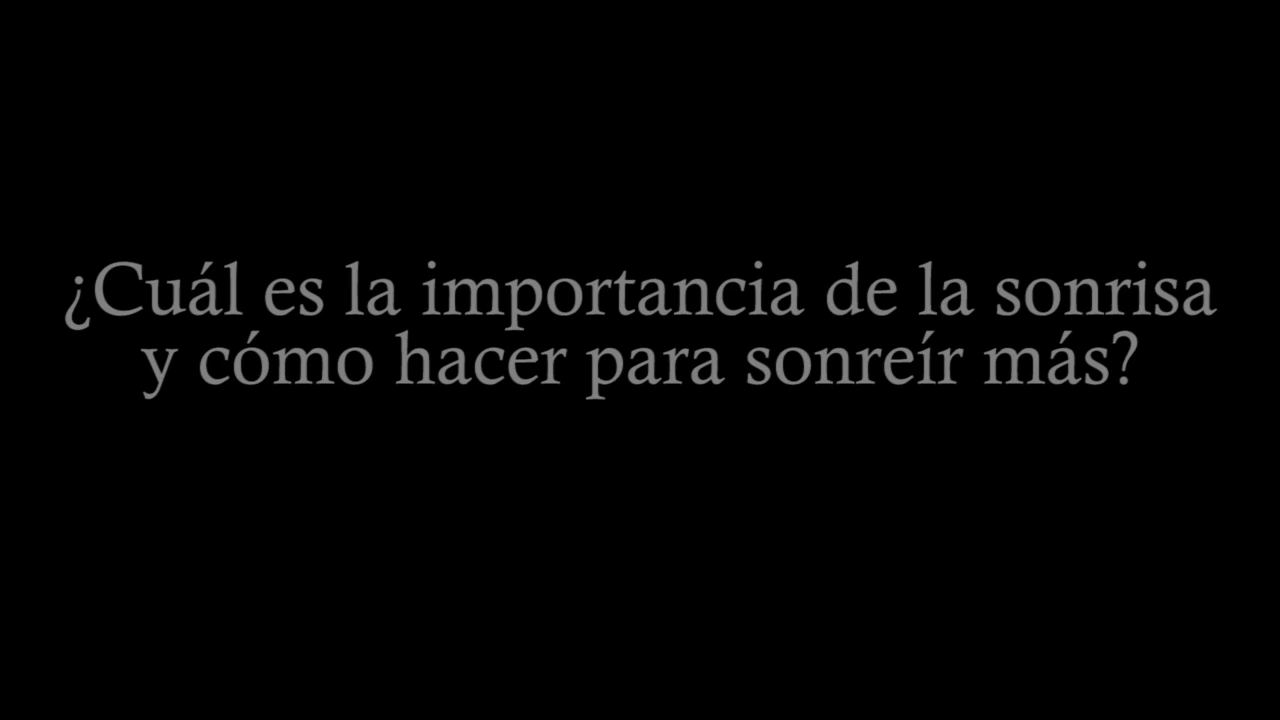 ¿Cuál es la importancia de la sonrisa
y cómo hacer para sonreír más?